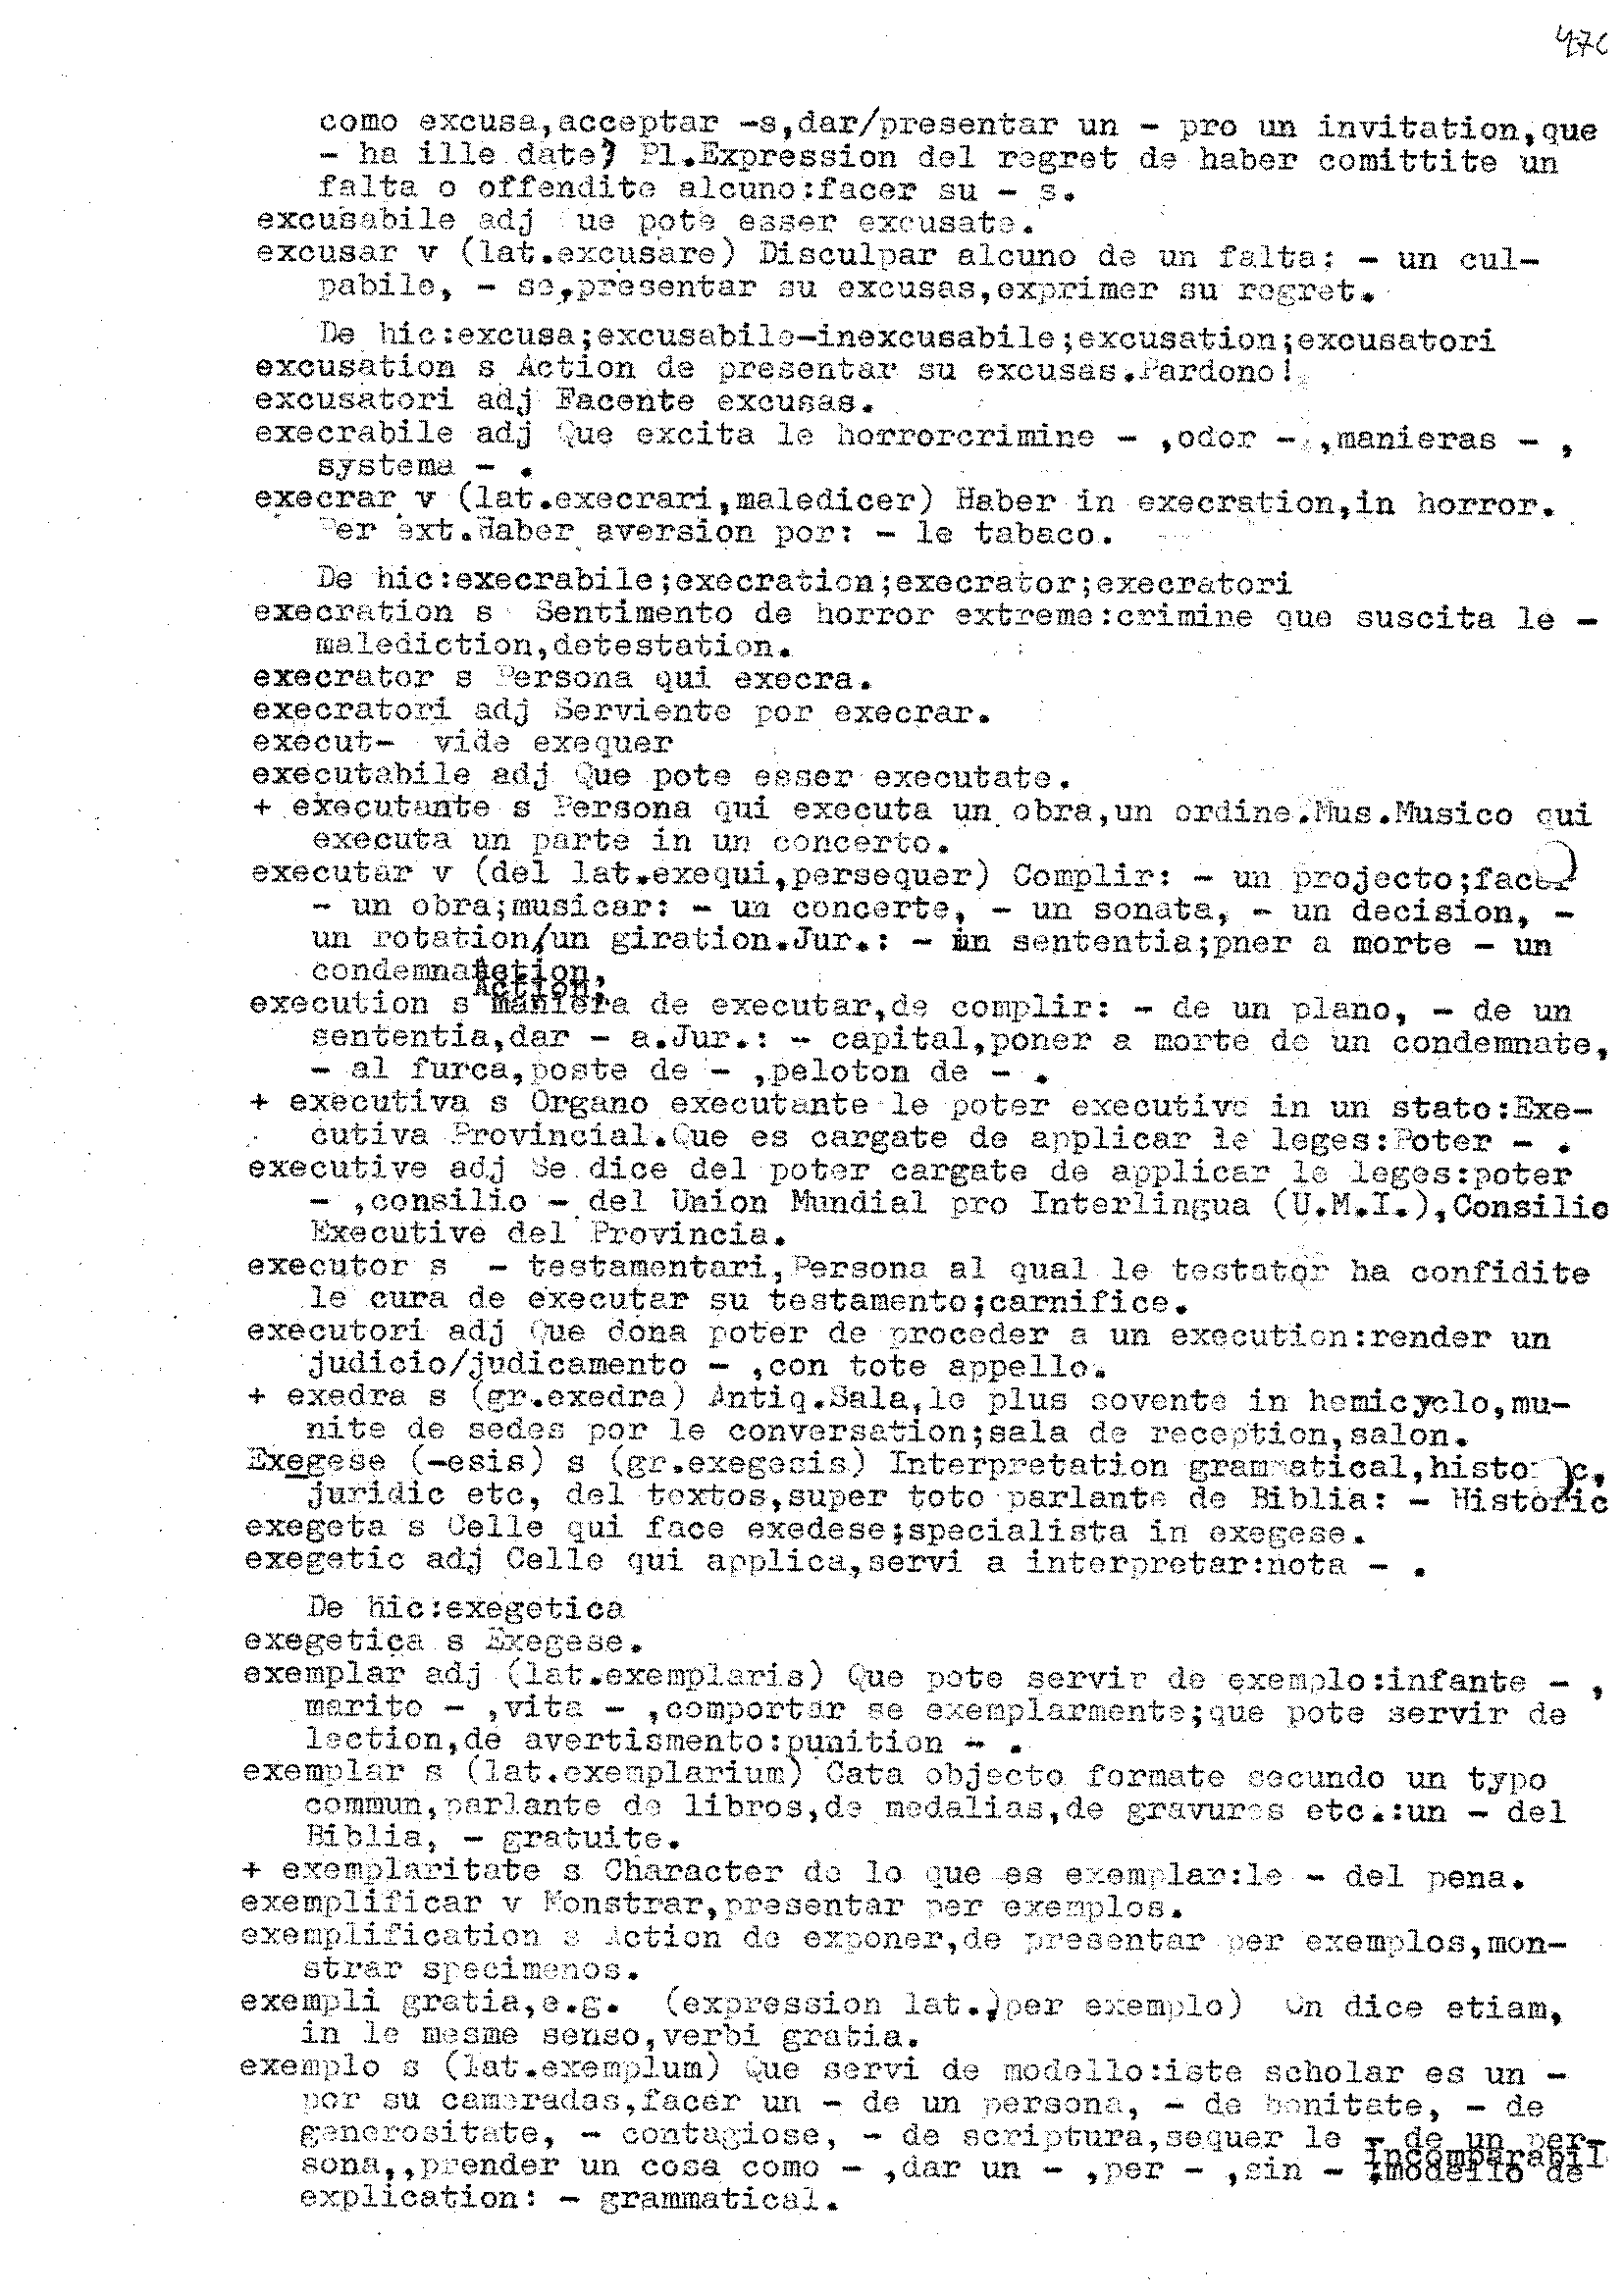 470
como excusa,acceptar -s,dar/presentar un - pro un invitation,que
- ha ille date? Pl.Expression del regret de haber comittite un
falta o offendite alcuno:facer su - s.
excusabile adj ue pote esser excusate.
excusar v (lat.excusare) Disculpar alcuno de un falta: - un cul-
pabile, - se,presentar su excusas,exprimer su regret.
De hic:excusa;excusabile-inexcusabile;excusation;excusatori
excusation s Action de presentar su excusas.Pardono!
excusatori adj Facente excusas.
execrabile adj Que excita le horrorcrimine - ,odor - ,manieras - ,
systema - .
execrar v (lat.execrari,maledicer) Haber in execration,in horror.
Per ext.Haber aversion por: - le tabaco.
De hic:execrabile;execration;execrator;execratori
execration s Sentimento de horror extreme:crimine que suscita le -
malediction,detestation.
execrator s Persona qui execra.
execratori adj Serviente por execrar.
execut- vide exequer
executabile adj Que pote esser executate.
+ executante s Persona qui executa un obra,un ordine.Mus.Musico qui
executa un parte in un concerto.
executar v (del lat.exequi,persequer) Complir: - un projecto;facer
- un obra;musicar: - un concerte, - un sonata, - un decision, -
un rotation/un giration.Jur.: - un sententia;pner a morte - un
condemnate
Action;
execution s maniera de executar,de complir: - de un plano, - de un
sententia,dar - a.Jur.: - capital,poner a morte de un condemnate,
- al furca,poste de - ,peloton de - .
+ executiva s Organo executante le poter executive in un stato:Exe-
cutiva Provincial.Que es cargate de applicar le leges:Poter - .
executive adj Se dice del poter cargate de applicar le leges:poter
- ,consilio - del Union Mundial pro Interlingua (U.M.I.),Consilio
Executive del Provincia.
executor s - testamentari,Persona al qual le testator ha confidite
le cura de executar su testamento;carnifice.
executori adj Que dona poter de proceder a un execution:render un
judicio/judicamento - ,con tote appello.
+ exedra s (gr.exedra) Antiq.Sala,le plus sovente in hemicyclo,mu-
nite de sedes por le conversation;sala de reception,salon.
Exegese (-esis) s (gr.exegesis) Interpretation grammatical,historic,
juridic etc, del textos,super toto parlante de Biblia: - Historic
exegeta s Celle qui face exedese;specialista in exegese.
exegetic adj Celle qui applica,servi a interpretar:nota - .
De hic:exegetica
exegetica s Exegese.
exemplar adj (lat.exemplaris) Que pote servir de exemplo:infante - ,
marito - ,vita - ,comportar se exemplarmente;que pote servir de
lection,de avertismento:punition - .
exemplar s (lat.exemplarium) Cata objecto formate secundo un typo
commun,parlante de libros,de medalias,de gravures etc.:un - del
Biblia, - gratuite.
+ exemplaritate s Character de lo que es exemplar:le - del pena.
exemplificar v Monstrar,presentar per exemplos.
exemplification s Action de exponer,de presentar per exemplos,mon-
strar specimenos.
exempli gratia,e.g. (expression lat.,per exemplo) On dice etiam,
in le mesme senso,verbi gratia.
exemplo s (lat.exemplum) Que servi de modello:iste scholar es un -
por su cameradas,facer un - de un persona, - de bonitate, - de
generositate, - contagiose, - de scriptura,sequer le - de un per-
incomparabil
sona,,prender un cosa como - ,dar un - ,per - ,sin - ;modello de
explication: - grammatical.